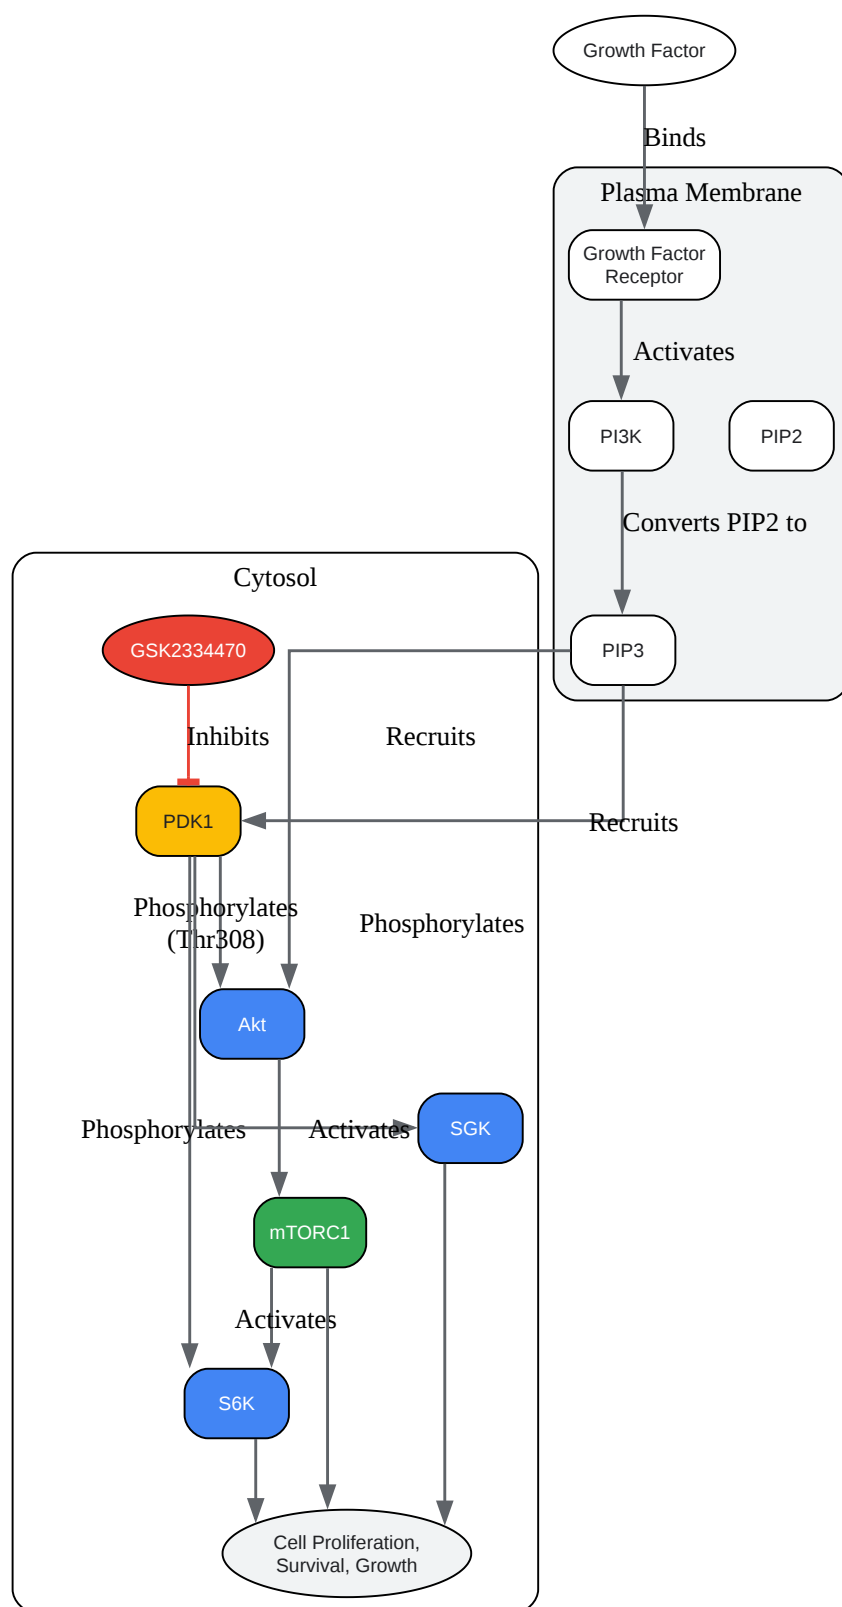 Growth Factor
Binds
Plasma Membrane
Growth Factor
Receptor
Activates
PI3K
PIP2
Converts PIP2 to
Cytosol
GSK2334470
PIP3
Inhibits
Recruits
PDK1
Recruits
Phosphorylates
(Thr308)
Phosphorylates
Akt
Phosphorylates
Activates
SGK
mTORC1
Activates
S6K
Cell Proliferation,
Survival, Growth